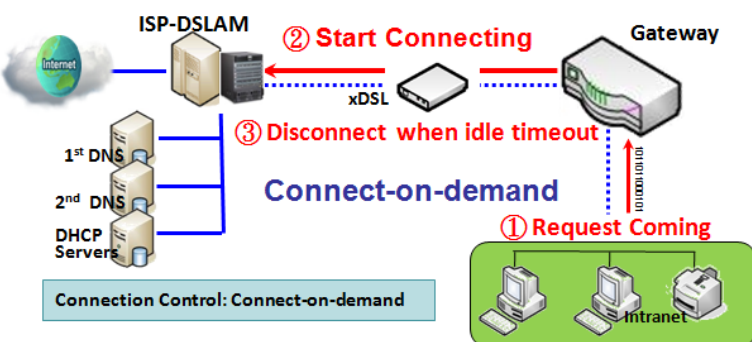 ISP-DSLAM
② Start Connecting
Gateway
Internet
xDSL
③ Disconnect when idle timeout
1st DNS
2nd DNS
DHCP
Servers
Connect-on-demand
101101000101
① Request Coming
Intranet
Connection Control: Connect-on-demand